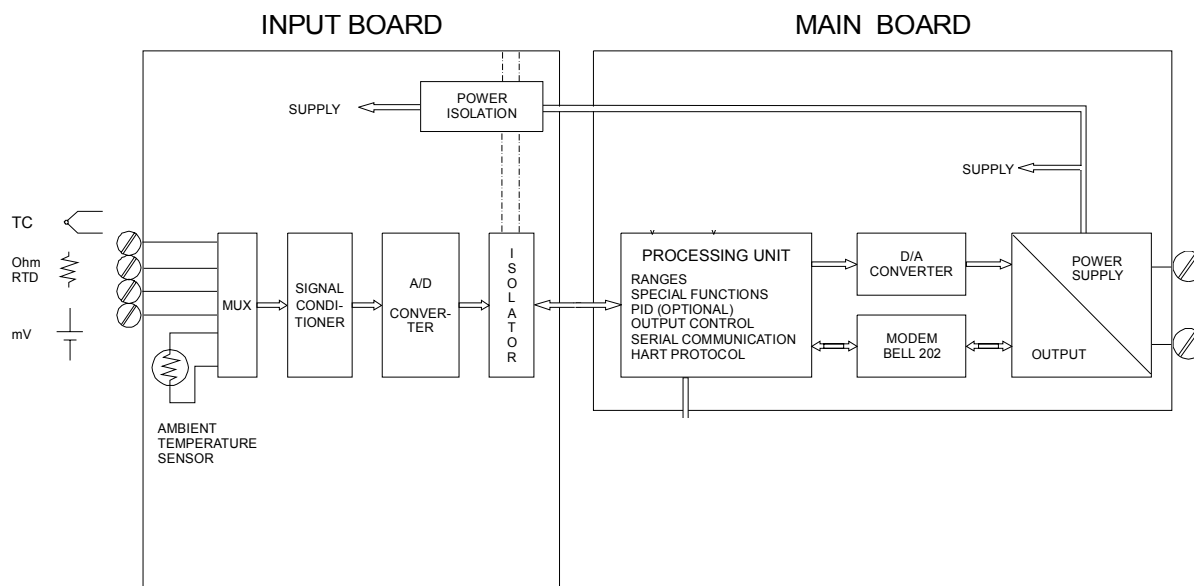 INPUT BOARD
MAIN BOARD
SUPPLY
POWER
ISOLATION
SUPPLY
TC
Ohm
RTD
mV
MUX
SIGNAL
CONDI-
TIONER
A/D
CONVER-
TER
ISOLATOR
PROCESSING UNIT
RANGES
SPECIAL FUNCTIONS
PID (OPTIONAL)
OUTPUT CONTROL
SERIAL COMMUNICATION
HART PROTOCOL
D/A
CONVERTER
MODEM
BELL 202
POWER
SUPPLY
OUTPUT
AMBIENT
TEMPERATURE
SENSOR